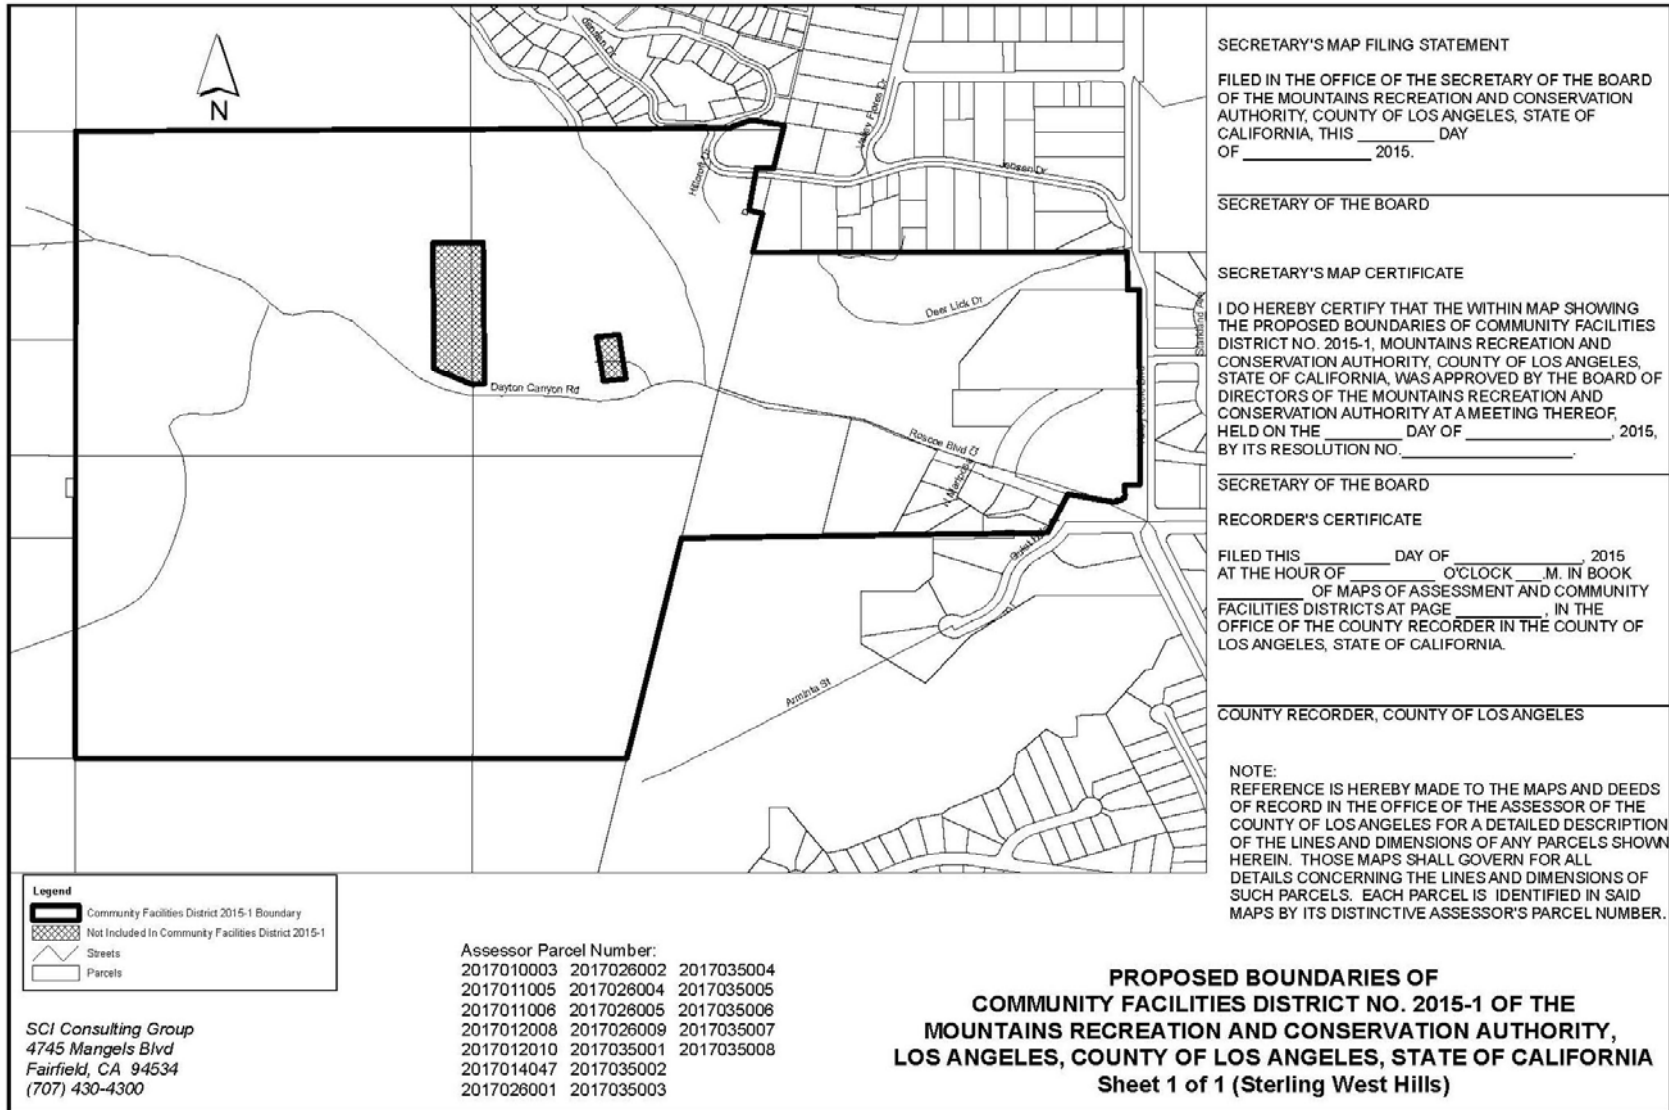 N
Jensen Dr
Valley Flores Dr
Hillcroft Dr
Jensen Dr
Deer Lick Dr
Dayton Canyon Rd
Roscoe Blvd
N Mariposa
Arminta St
SECRETARY'S MAP FILING STATEMENT
FILED IN THE OFFICE OF THE SECRETARY OF THE BOARD
OF THE MOUNTAINS RECREATION AND CONSERVATION
AUTHORITY, COUNTY OF LOS ANGELES, STATE OF
CALIFORNIA, THIS ________ DAY
OF ______________ 2015.
SECRETARY OF THE BOARD
SECRETARY'S MAP CERTIFICATE
I DO HEREBY CERTIFY THAT THE WITHIN MAP SHOWING
THE PROPOSED BOUNDARIES OF COMMUNITY FACILITIES
DISTRICT NO. 2015-1, MOUNTAINS RECREATION AND
CONSERVATION AUTHORITY, COUNTY OF LOS ANGELES,
STATE OF CALIFORNIA, WAS APPROVED BY THE BOARD OF
DIRECTORS OF THE MOUNTAINS RECREATION AND
CONSERVATION AUTHORITY AT A MEETING THEREOF,
HELD ON THE ________ DAY OF ________________, 2015,
BY ITS RESOLUTION NO.___________________.
SECRETARY OF THE BOARD
RECORDER'S CERTIFICATE
FILED THIS _________ DAY OF ______________, 2015
AT THE HOUR OF _________ O'CLOCK ___.M. IN BOOK
_________ OF MAPS OF ASSESSMENT AND COMMUNITY
FACILITIES DISTRICTS AT PAGE _________, IN THE
OFFICE OF THE COUNTY RECORDER IN THE COUNTY OF
LOS ANGELES, STATE OF CALIFORNIA.
COUNTY RECORDER, COUNTY OF LOS ANGELES
NOTE:
REFERENCE IS HEREBY MADE TO THE MAPS AND DEEDS
OF RECORD IN THE OFFICE OF THE ASSESSOR OF THE
COUNTY OF LOS ANGELES FOR A DETAILED DESCRIPTION
OF THE LINES AND DIMENSIONS OF ANY PARCELS SHOWN
HEREIN. THOSE MAPS SHALL GOVERN FOR ALL
DETAILS CONCERNING THE LINES AND DIMENSIONS OF
SUCH PARCELS. EACH PARCEL IS IDENTIFIED IN SAID
MAPS BY ITS DISTINCTIVE ASSESSOR'S PARCEL NUMBER.
Legend
Community Facilities District 2015-1 Boundary
Not Included In Community Facilities District 2015-1
Streets
Parcels
SCI Consulting Group
4745 Mangels Blvd
Fairfield, CA 94534
(707) 430-4300
Assessor Parcel Number:
2017010003 2017026002 2017035004
2017011005 2017026004 2017035005
2017011006 2017026005 2017035006
2017012008 2017026009 2017035007
2017012010 2017035001 2017035008
2017014047 2017035002
2017026001 2017035003
PROPOSED BOUNDARIES OF
COMMUNITY FACILITIES DISTRICT NO. 2015-1 OF THE
MOUNTAINS RECREATION AND CONSERVATION AUTHORITY,
LOS ANGELES, COUNTY OF LOS ANGELES, STATE OF CALIFORNIA
Sheet 1 of 1 (Sterling West Hills)